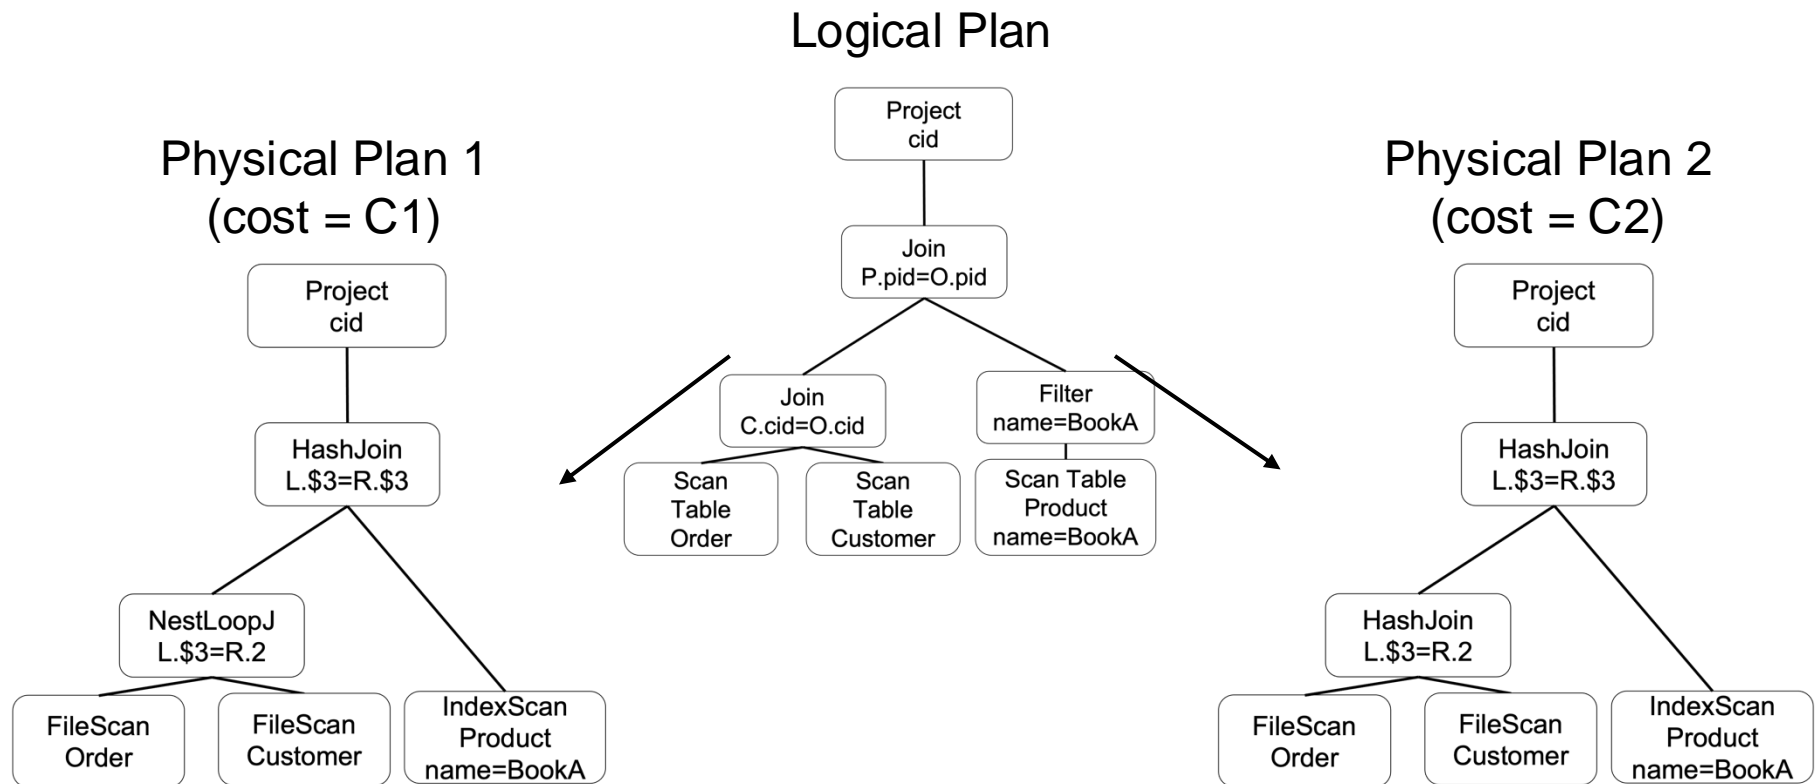 Logical Plan
Project
cid
Join
P.pid=O.pid
Join
C.cid=O.cid
Filter
name=BookA
Scan
Table
Order
Scan
Table
Customer
Scan Table
Product
name=BookA
Physical Plan 1
(cost = C1)
Project
cid
HashJoin
L.$3=R.$3
NestLoopJ
L.$3=R.2
FileScan
Order
FileScan
Customer
IndexScan
Product
name=BookA
Physical Plan 2
(cost = C2)
Project
cid
HashJoin
L.$3=R.$3
HashJoin
L.$3=R.2
FileScan
Order
FileScan
Customer
IndexScan
Product
name=BookA